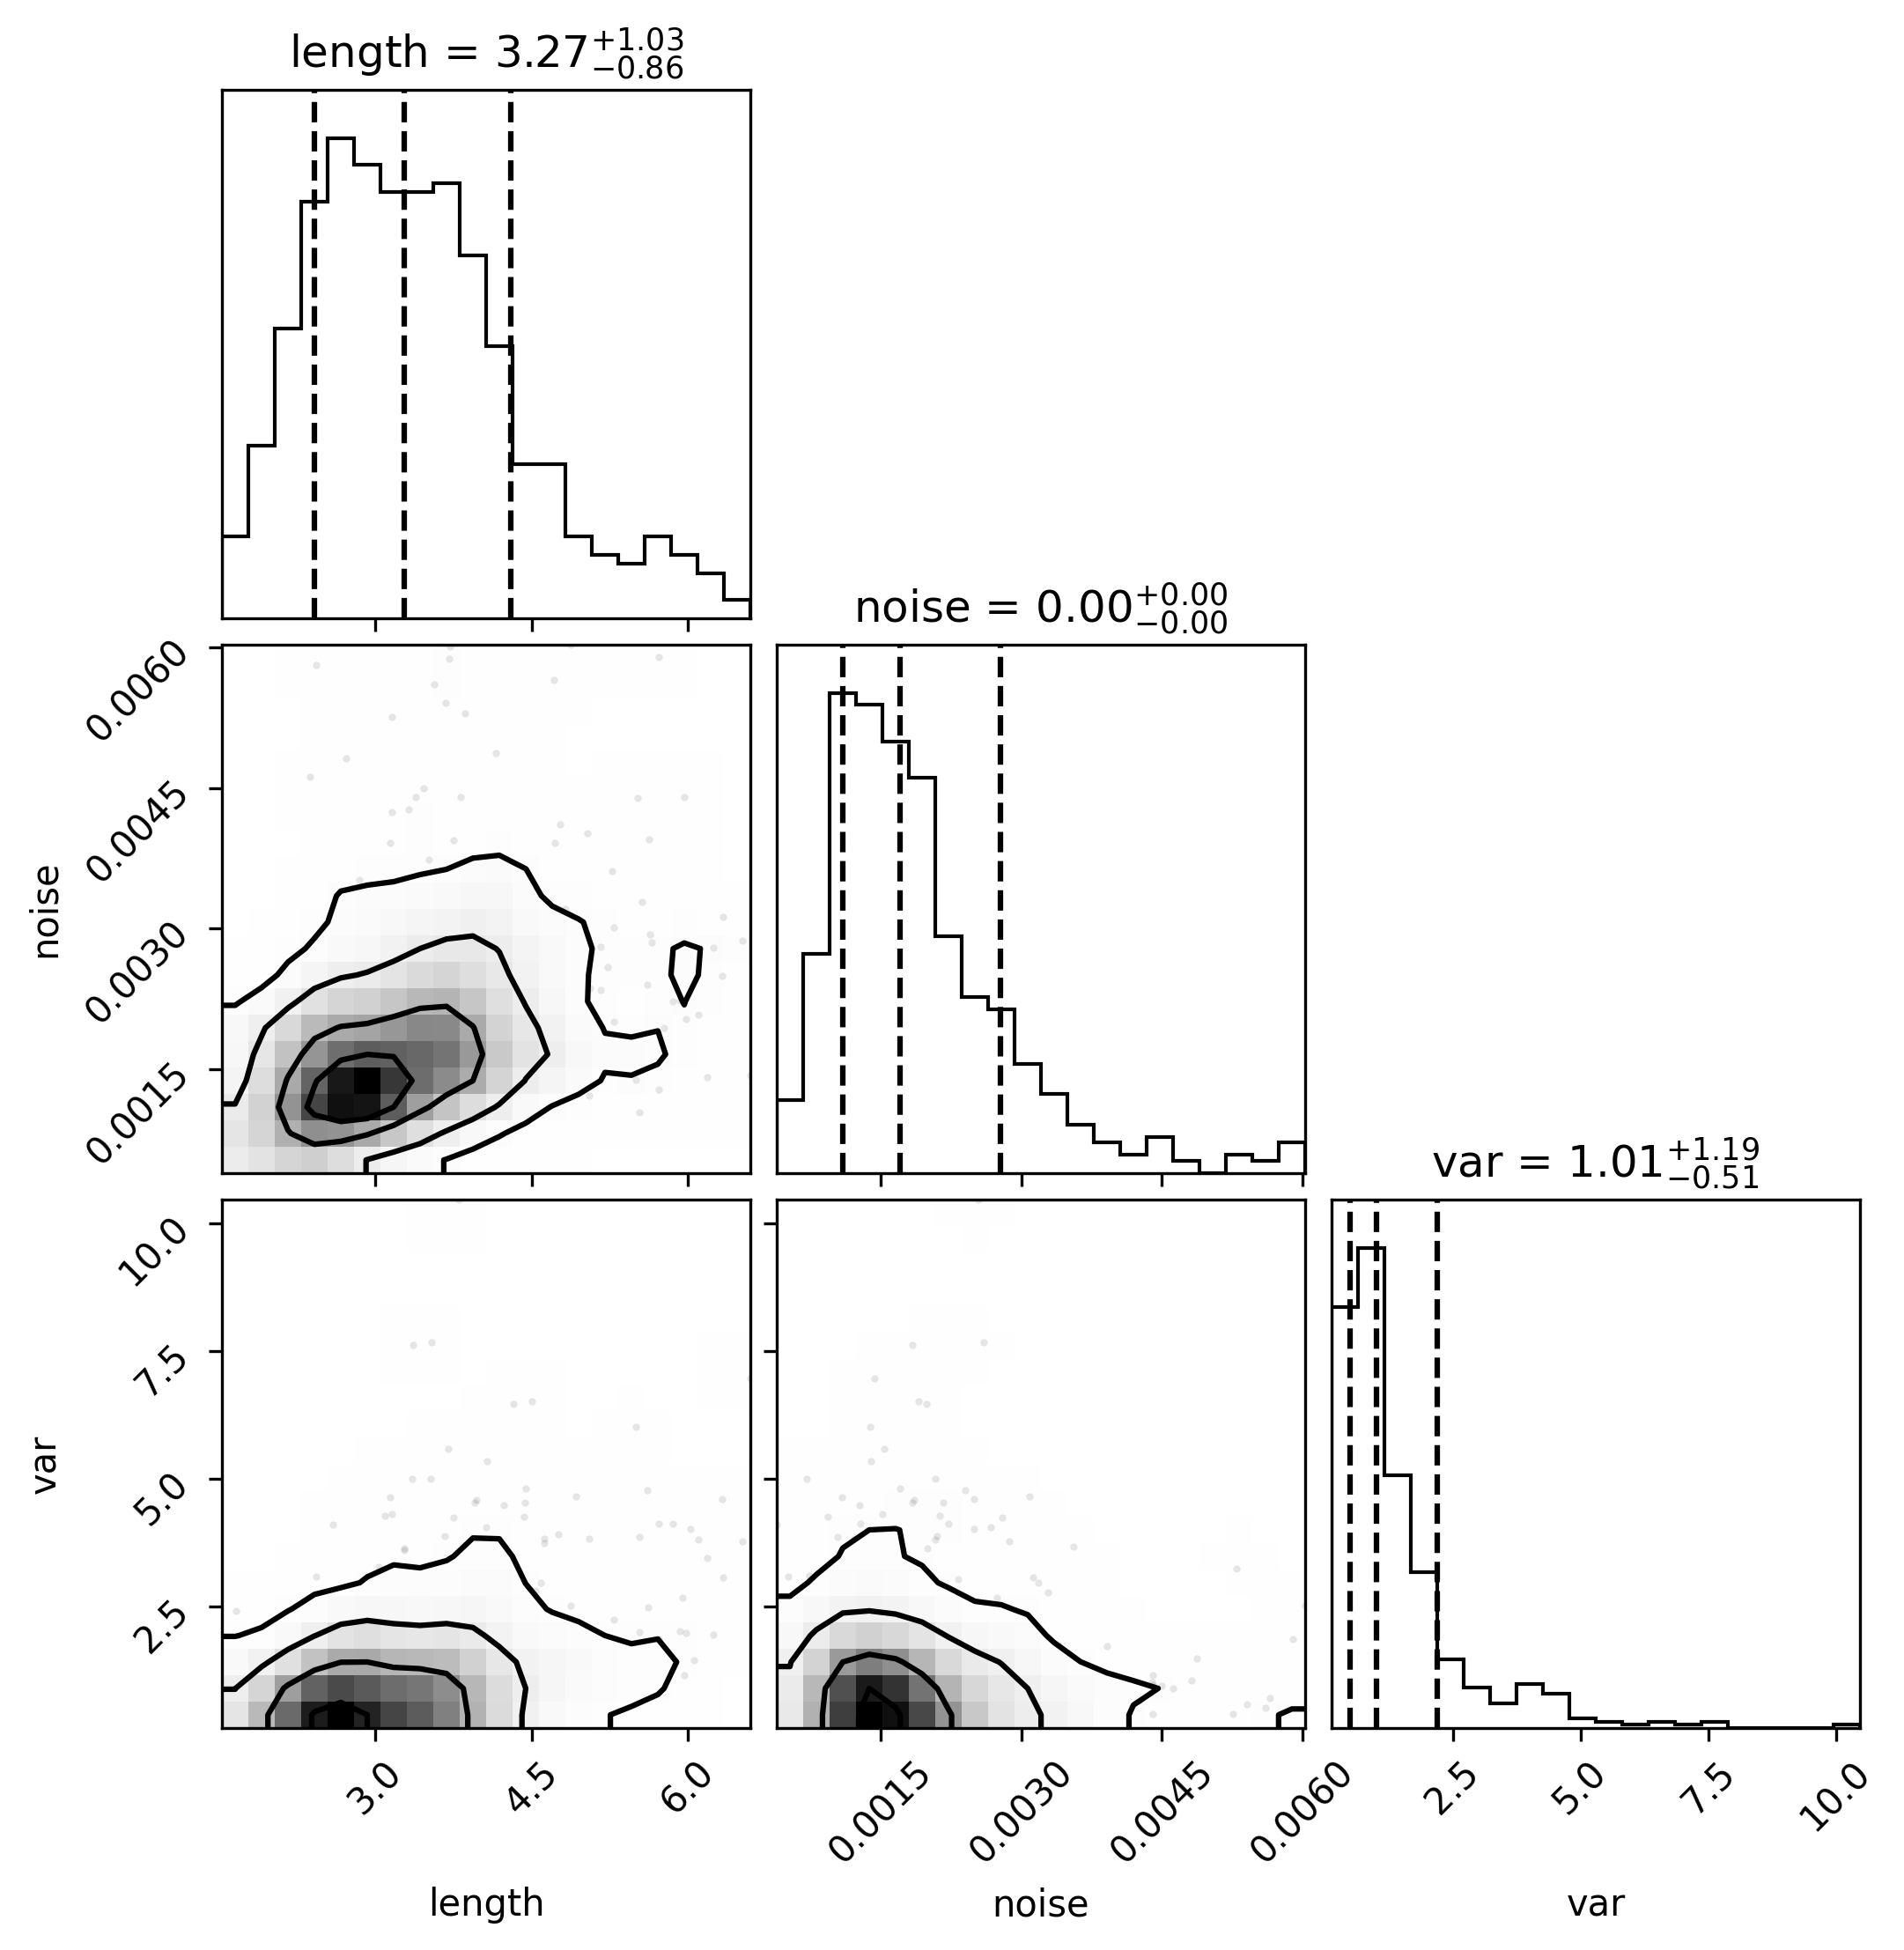 length = 3.27+1.03−0.86
noise = 0.00+0.00−0.00
0.0060
0.0045
0.0030
0.0015
noise
var = 1.01+1.19−0.51
10.0
7.5
5.0
2.5
var
3.0 4.5 6.0 0.0015 0.0030 0.0045 0.0060 2.5 5.0 7.5 10.0
length noise var